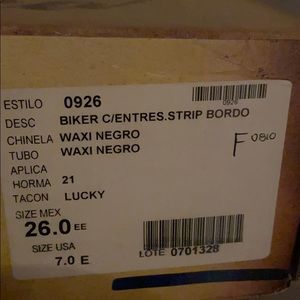 ESTILO 0926
0926
DESC BIKER C/ENTRES.STRIP BORDO
CHINELA WAXI NEGRO
TUBO WAXI NEGRO
APLICA
HORMA 21
TACON LUCKY
SIZE MEX
26.0 EE
SIZE USA
7.0 E
LOTE 0701328